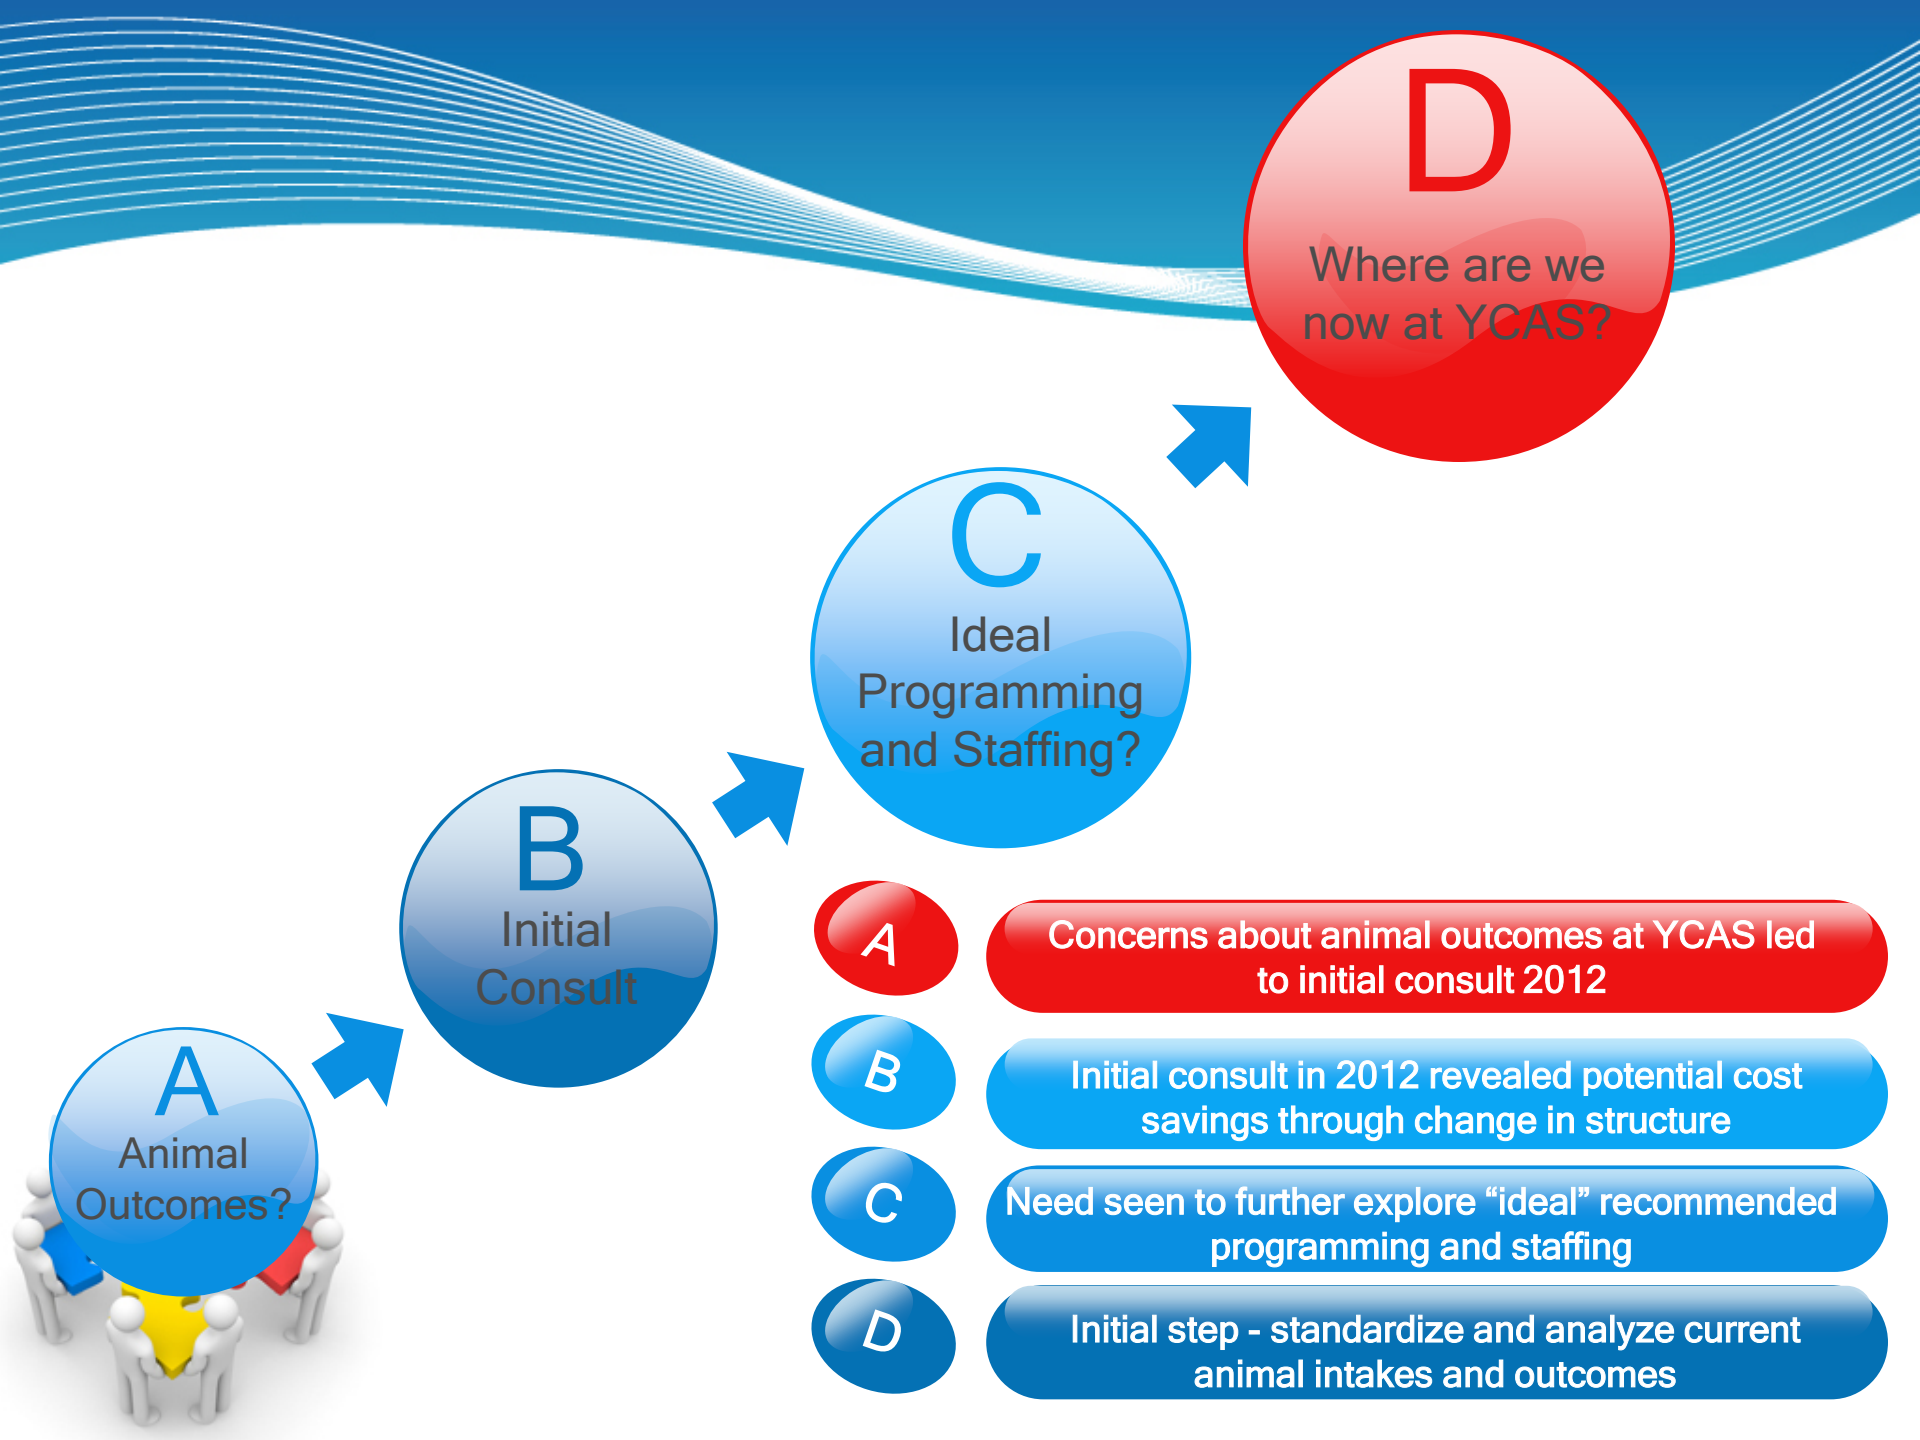 D
Where are we
now at YCAS?
C
Ideal
Programming
and Staffing?
B
Initial
Consult
A
Animal
Outcomes?
A
Concerns about animal outcomes at YCAS led
to initial consult 2012
B
Initial consult in 2012 revealed potential cost
savings through change in structure
C
Need seen to further explore “ideal” recommended
programming and staffing
D
Initial step - standardize and analyze current
animal intakes and outcomes